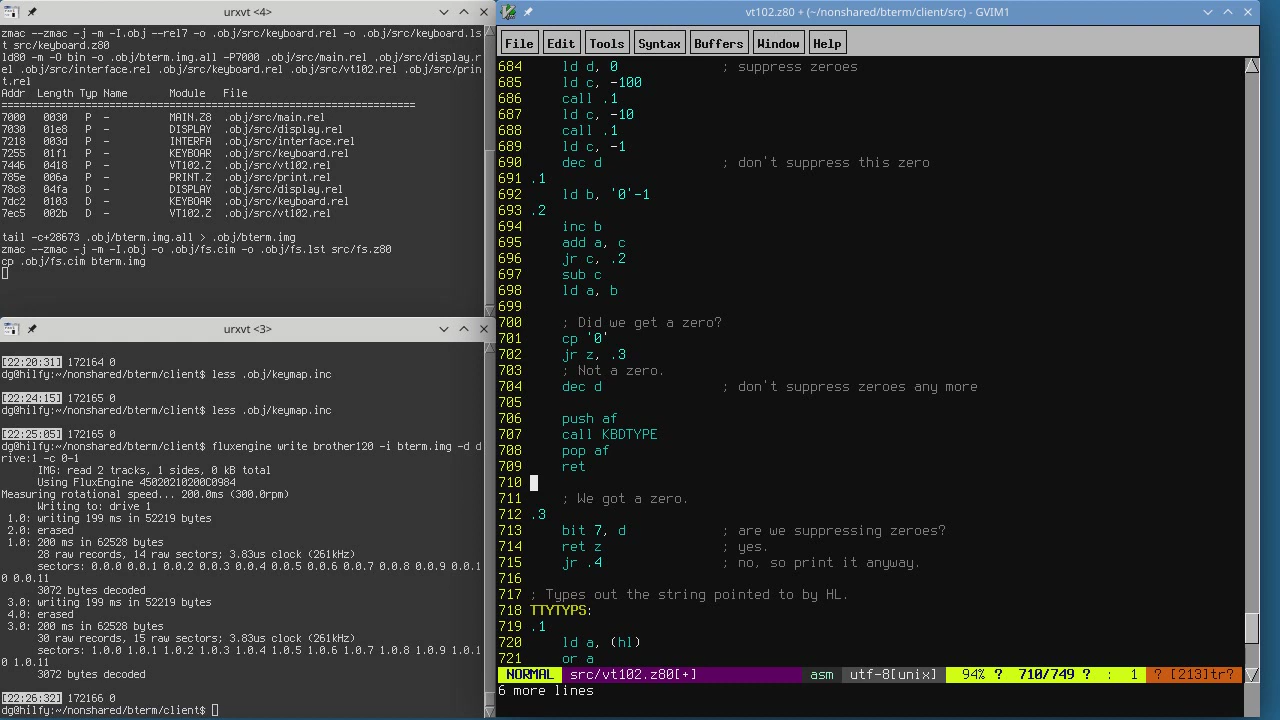 urxvt <4>
zmac --zmac -j -m -I.obj --rel7 -o .obj/src/keyboard.rel -o .obj/src/keyboard.ls
t src/keyboard.z80
ld80 -m -O bin -o .obj/bterm.img.all -P7000 .obj/src/main.rel .obj/src/display.r
el .obj/src/interface.rel .obj/src/keyboard.rel .obj/src/vt102.rel .obj/src/prin
t.rel
Addr  Length Typ Name       Module   File
================================================================
7000   0030  P  -           MAIN.Z8  .obj/src/main.rel
7030   01e8  P  -           DISPLAY  .obj/src/display.rel
7218   003d  P  -           INTERFA  .obj/src/interface.rel
7255   01f1  P  -           KEYBOAR  .obj/src/keyboard.rel
7446   0418  P  -           VT102.Z  .obj/src/vt102.rel
785e   006a  P  -           PRINT.Z  .obj/src/print.rel
78c8   04fa  D  -           DISPLAY  .obj/src/display.rel
7dc2   0103  D  -           KEYBOAR  .obj/src/keyboard.rel
7ec5   002b  D  -           VT102.Z  .obj/src/vt102.rel
tail -c+28673 .obj/bterm.img.all > .obj/bterm.img
zmac --zmac -j -m -I.obj -o .obj/fs.cim -o .obj/fs.lst src/fs.z80
cp .obj/fs.cim bterm.img
urxvt <3>
[22:20:31] 172164 0
dg@hilfy:~/nonshared/bterm/client$ less .obj/keymap.inc
[22:24:15] 172165 0
dg@hilfy:~/nonshared/bterm/client$ less .obj/keymap.inc
[22:25:05] 172165 0
dg@hilfy:~/nonshared/bterm/client$ fluxengine write brother120 -i bterm.img -d d
rive:1 -c 0-1
IMG: read 2 tracks, 1 sides, 0 kB total
Using FluxEngine 45020210200C0984
Measuring rotational speed... 200.0ms (300.0rpm)
Writing to: drive 1
1.0: writing 199 ms in 52219 bytes
2.0: erased
1.0: 200 ms in 62528 bytes
28 raw records, 14 raw sectors; 3.83us clock (261kHz)
sectors: 0.0.0 0.0.1 0.0.2 0.0.3 0.0.4 0.0.5 0.0.6 0.0.7 0.0.8 0.0.9 0.0.1
0 0.0.11
3072 bytes decoded
3.0: writing 199 ms in 52219 bytes
4.0: erased
3.0: 200 ms in 62528 bytes
30 raw records, 15 raw sectors; 3.83us clock (261kHz)
sectors: 1.0.0 1.0.1 1.0.2 1.0.3 1.0.4 1.0.5 1.0.6 1.0.7 1.0.8 1.0.9 1.0.1
0 1.0.11
3072 bytes decoded
[22:26:32] 172166 0
dg@hilfy:~/nonshared/bterm/client$
vt102.z80 + (~/nonshared/bterm/client/src) - GVIM1
File Edit Tools Syntax Buffers Window Help
684     ld d, 0             ; suppress zeroes
685     ld c, -100
686     call .1
687     ld c, -10
688     call .1
689     ld c, -1
690     dec d               ; don't suppress this zero
691 .1
692     ld b, '0'-1
693 .2
694     inc b
695     add a, c
696     jr c, .2
697     sub c
698     ld a, b
699
700     ; Did we get a zero?
701     cp '0'
702     jr z, .3
703     ; Not a zero.
704     dec d               ; don't suppress zeroes any more
705
706     push af
707     call KBDTYPE
708     pop af
709     ret
710
711     ; We got a zero.
712 .3
713     bit 7, d            ; are we suppressing zeroes?
714     ret z               ; yes.
715     jr .4               ; no, so print it anyway.
716
717 ; Types out the string pointed to by HL.
718 TTYTYPS:
719 .1
720     ld a, (hl)
721     or a
NORMAL src/vt102.z80[+] asm utf-8[unix] 94% ? 710/749 ? : 1 ? [213]tr?
6 more lines